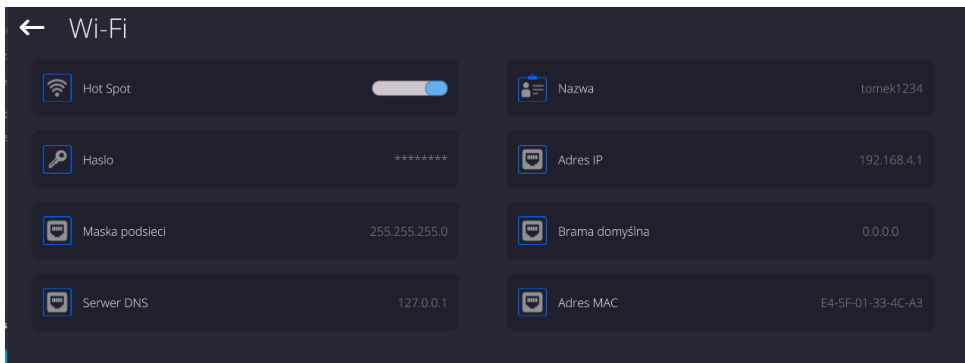 Wi-Fi
Hot Spot
Nazwa tomek1234
Hasło ********
Adres IP 192.168.4.1
Maska podsieci 255.255.255.0
Brama domyślna 0.0.0.0
Serwer DNS 127.0.0.1
Adres MAC E4-5F-01-33-4C-A3